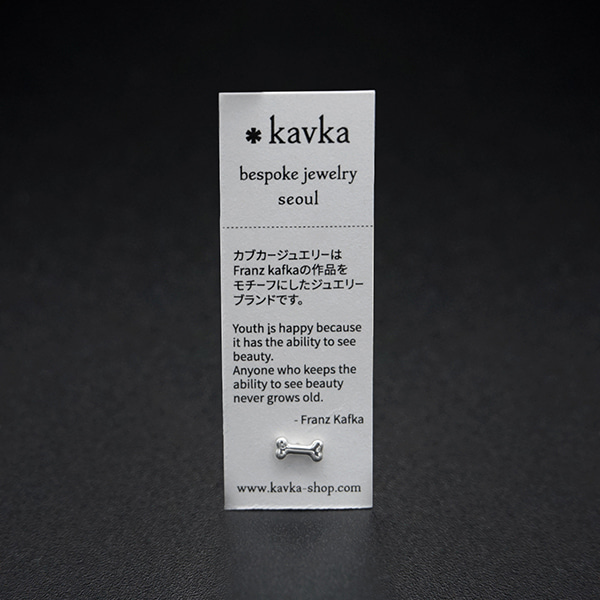 * kavka
bespoke jewelry
seoul
カブカージュエリーは
Franz kafkaの作品を
モチーフにしたジュエリー
ブランドです。
Youth is happy because
it has the ability to see
beauty.
Anyone who keeps the
ability to see beauty
never grows old.
- Franz Kafka
www.kavka-shop.com